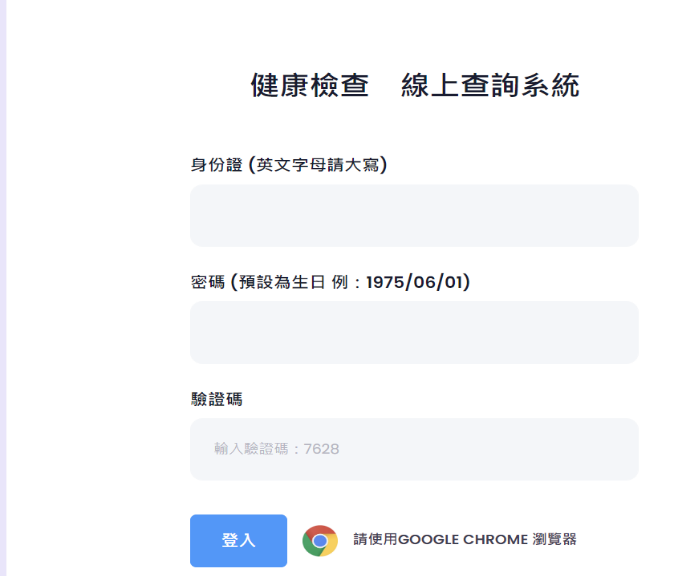 健康檢查　線上查詢系統
身份證 (英文字母請大寫)
密碼 (預設為生日 例：1975/06/01)
驗證碼
輸入驗證碼：7628
登入
請使用GOOGLE CHROME 瀏覽器